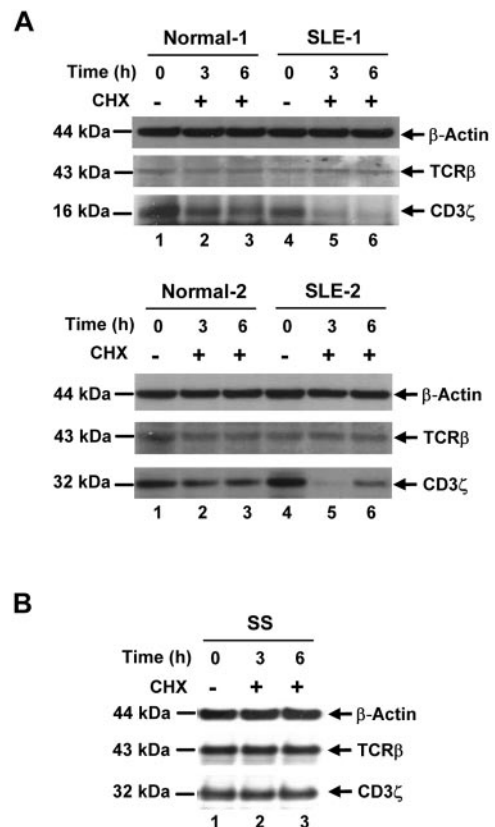 A
Normal-1 SLE-1
Time (h) 0 3 6 0 3 6
CHX - + + - + +
44 kDa β-Actin
43 kDa TCRβ
16 kDa CD3ζ
1 2 3 4 5 6
Normal-2 SLE-2
Time (h) 0 3 6 0 3 6
CHX - + + - + +
44 kDa β-Actin
43 kDa TCRβ
32 kDa CD3ζ
1 2 3 4 5 6
B
SS
Time (h) 0 3 6
CHX - + +
44 kDa β-Actin
43 kDa TCRβ
32 kDa CD3ζ
1 2 3